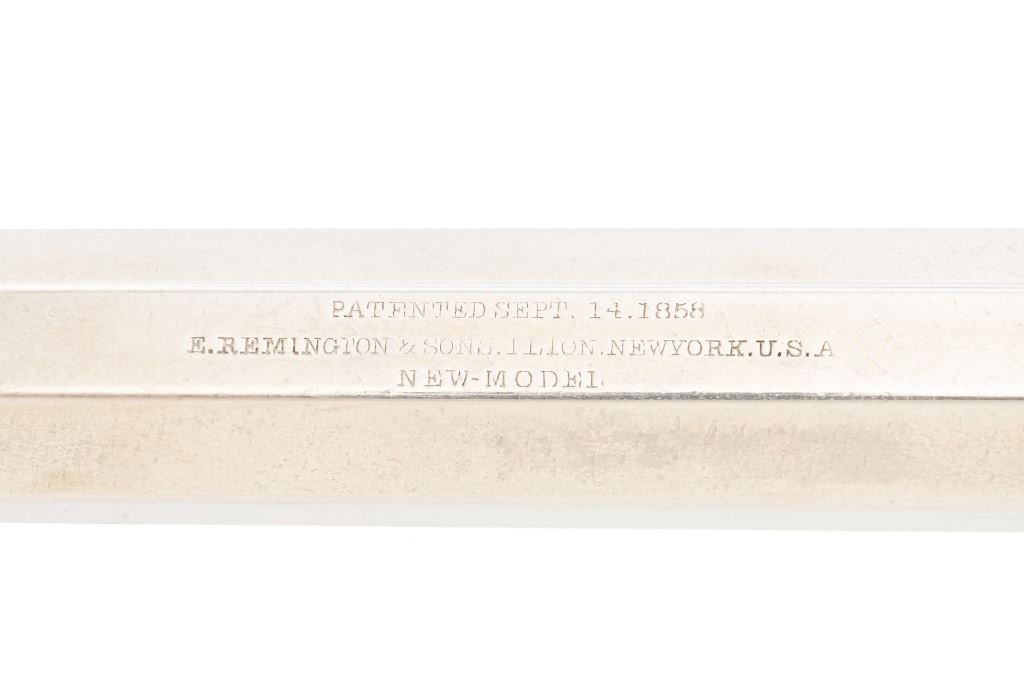 PATENTED SEPT. 14.1858
E.REMINGTON & SONS.ILION.NEWYORK.U.S.A
NEW-MODEL.